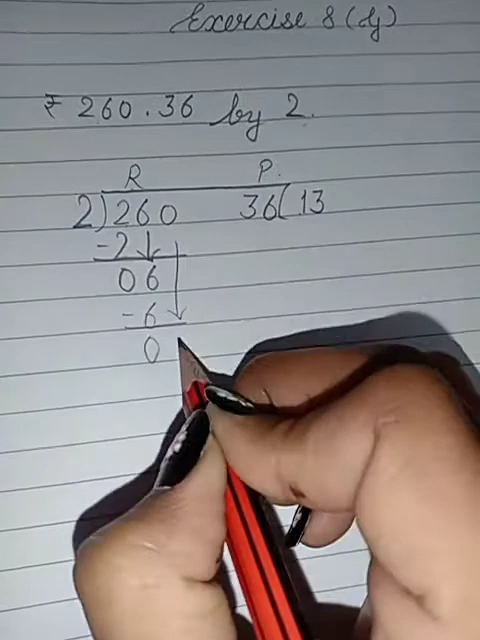 Exercise 8 (d)
₹ 260.36 by 2.
R P.
2)260 36(13
-2
06
-6
0